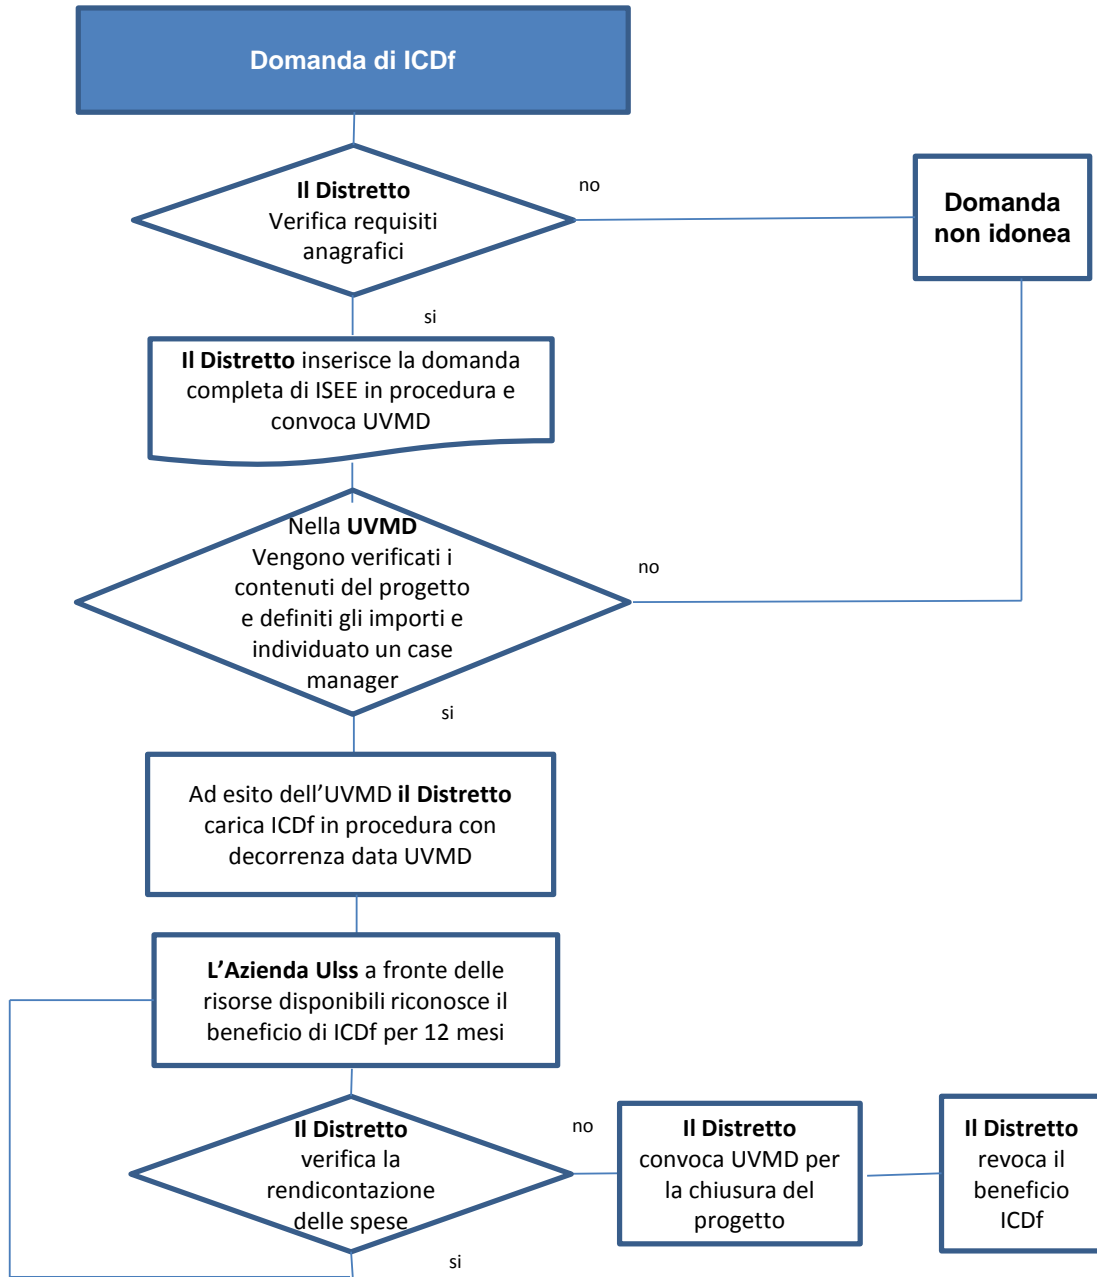 Domanda di ICDf
Il Distretto
Verifica requisiti
anagrafici
no
Domanda
non idonea
si
Il Distretto inserisce la domanda
completa di ISEE in procedura e
convoca UVMD
Nella UVMD
Vengono verificati i
contenuti del progetto
e definiti gli importi e
individuato un case
manager
no
si
Ad esito dell’UVMD il Distretto
carica ICDf in procedura con
decorrenza data UVMD
L’Azienda Ulss a fronte delle
risorse disponibili riconosce il
beneficio di ICDf per 12 mesi
Il Distretto
verifica la
rendicontazione
delle spese
no
Il Distretto
convoca UVMD per
la chiusura del
progetto
Il Distretto
revoca il
beneficio
ICDf
si